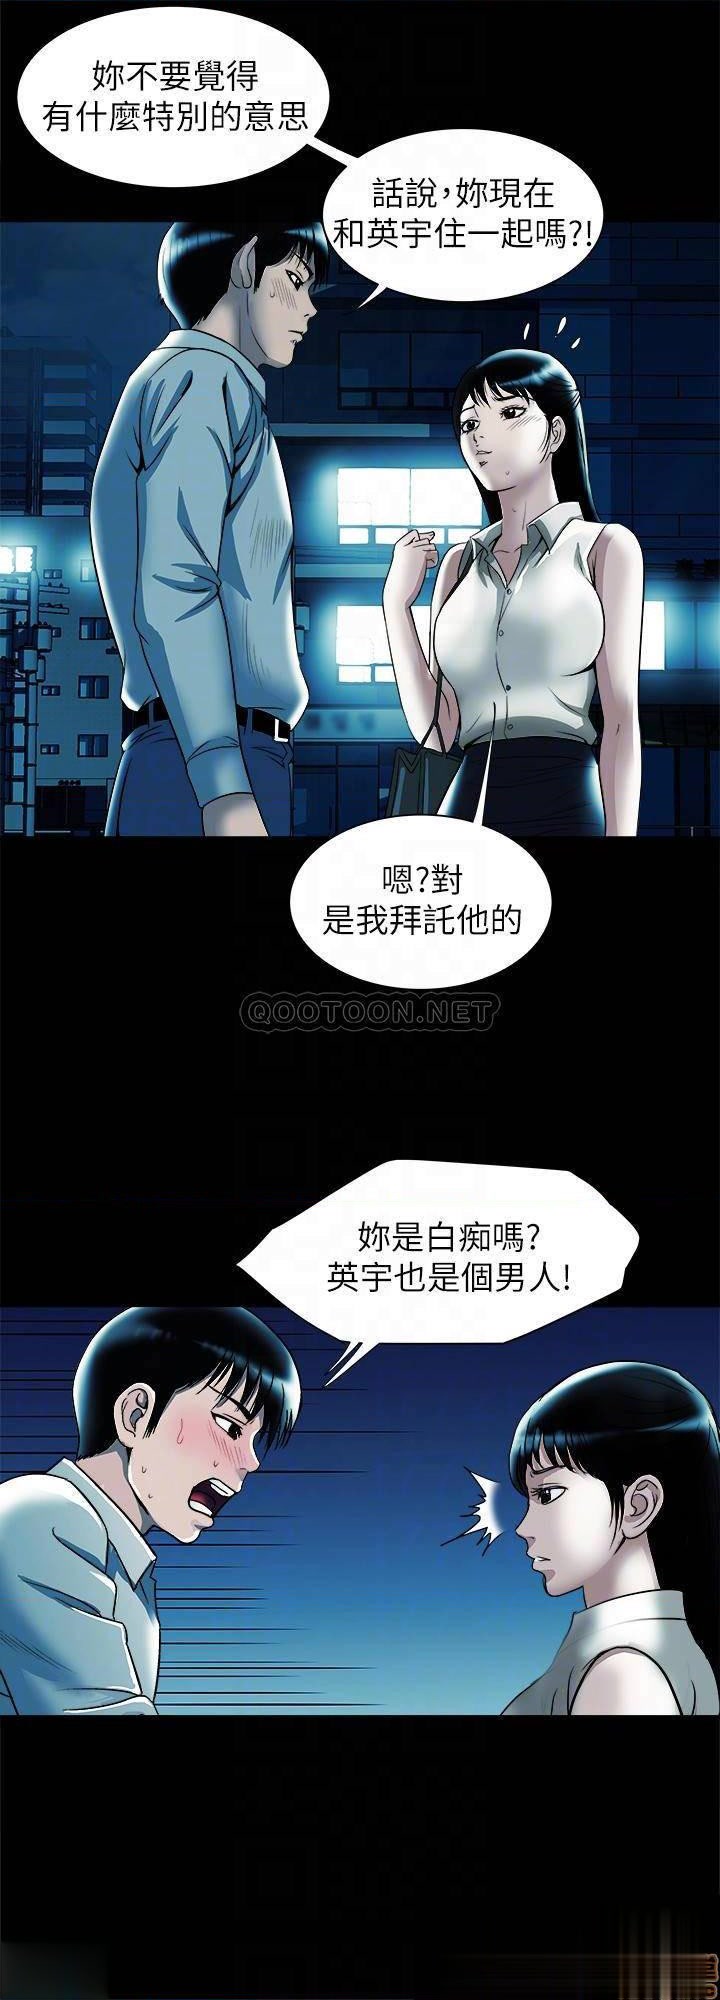 妳不要覺得
有什麼特別的意思
話說，妳現在
和英宇住一起嗎?!
嗯?對
是我拜託他的
QOOTOON.NET
妳是白痴嗎?
英宇也是個男人!